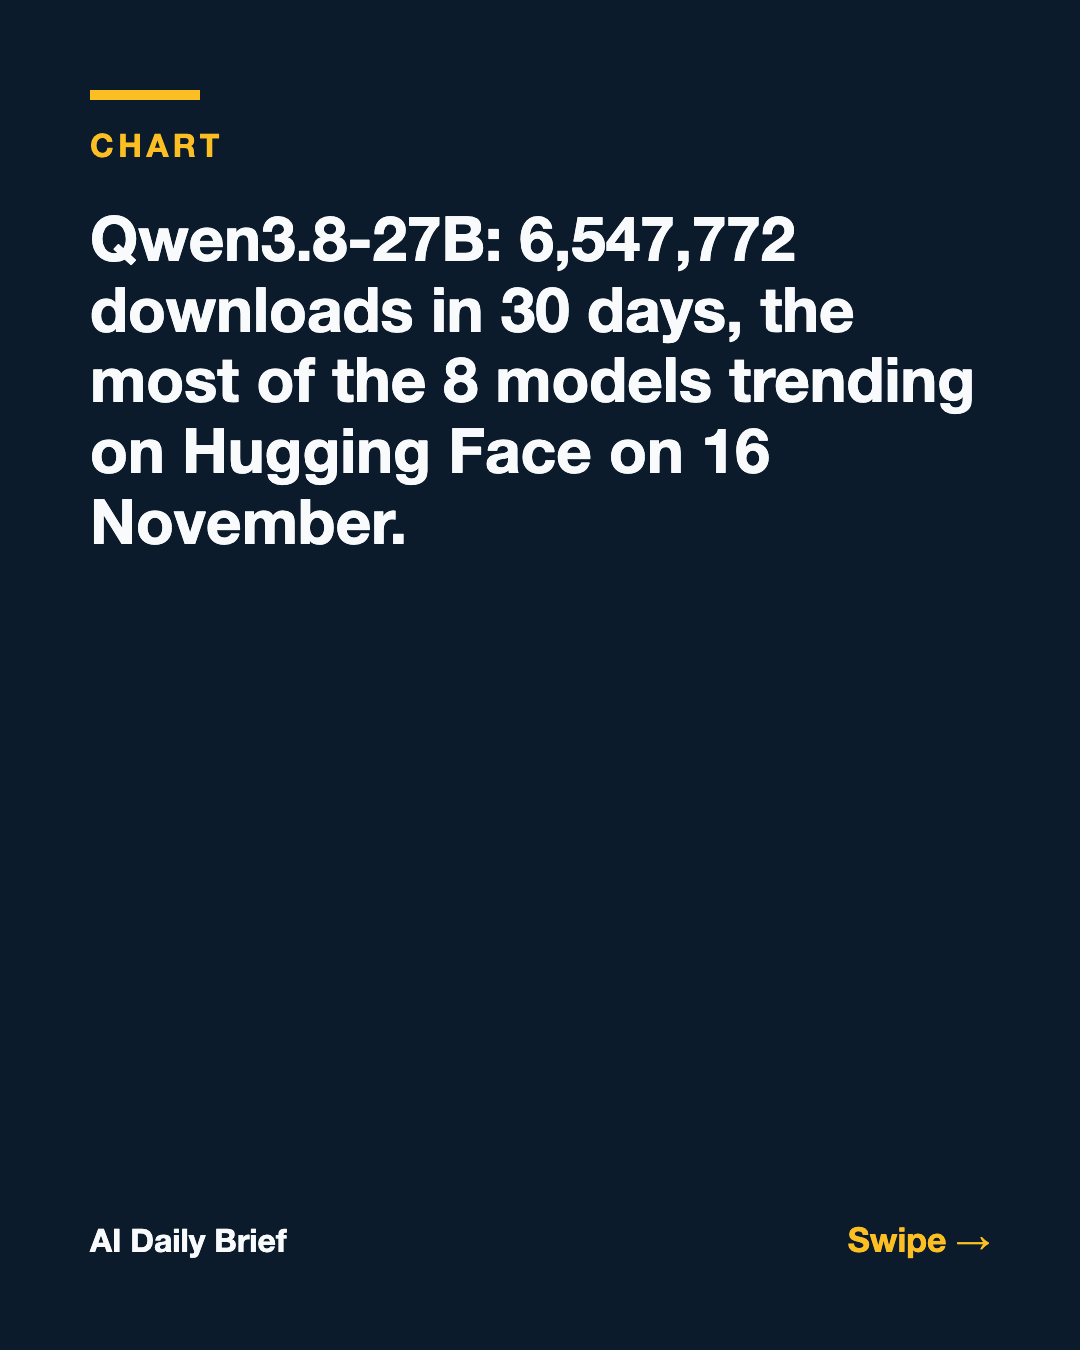 CHART
Qwen3.8-27B: 6,547,772
downloads in 30 days, the
most of the 8 models trending
on Hugging Face on 16
November.
AI Daily Brief
Swipe →